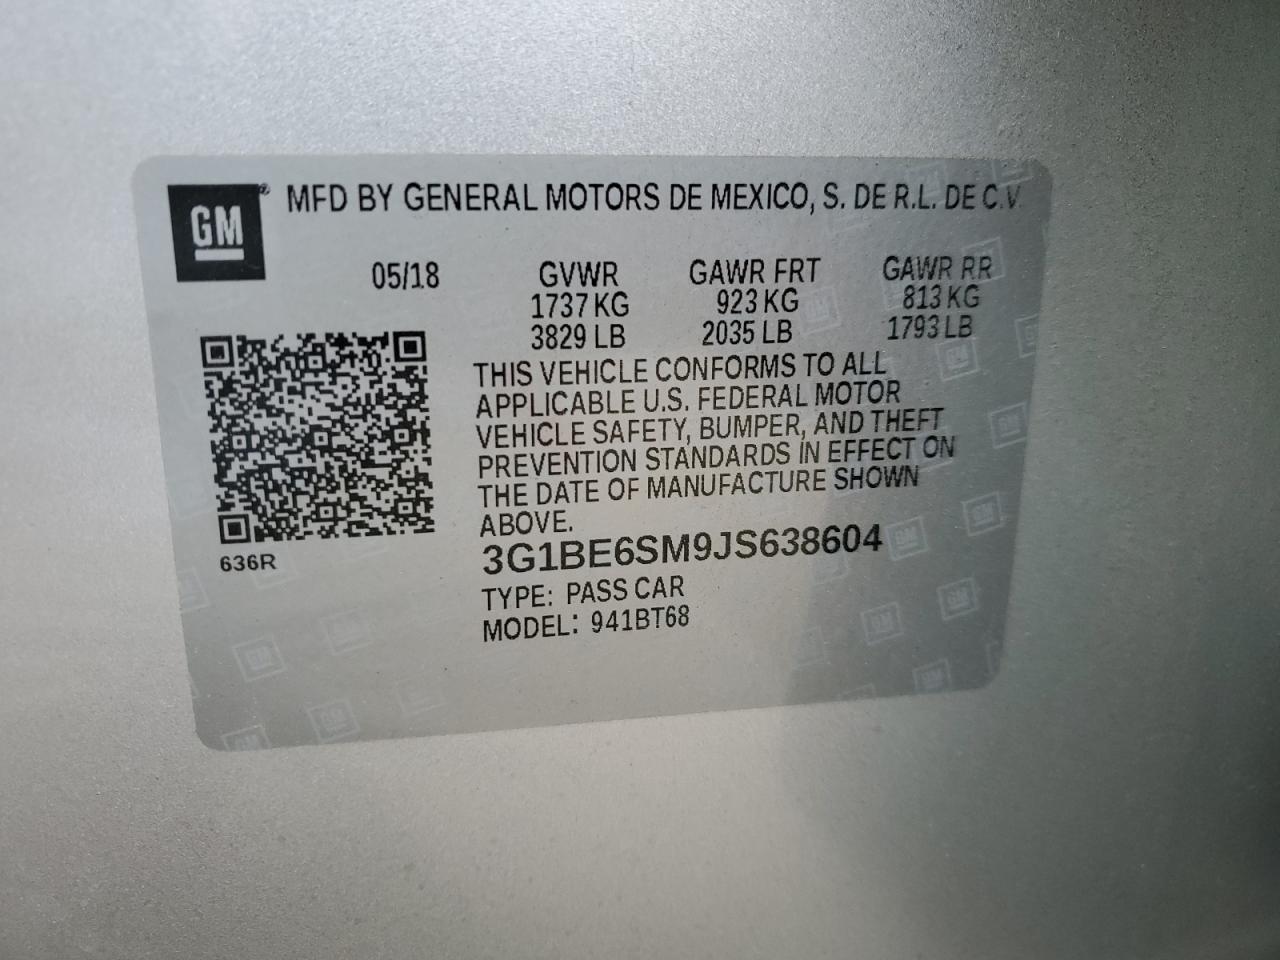 GM® MFD BY GENERAL MOTORS DE MEXICO, S. DE R.L. DE C.V.
05/18 GVWR GAWR FRT GAWR RR
1737 KG 923 KG 813 KG
3829 LB 2035 LB 1793 LB
THIS VEHICLE CONFORMS TO ALL
APPLICABLE U.S. FEDERAL MOTOR
VEHICLE SAFETY, BUMPER, AND THEFT
PREVENTION STANDARDS IN EFFECT ON
THE DATE OF MANUFACTURE SHOWN
ABOVE.
636R 3G1BE6SM9JS638604
TYPE: PASS CAR
MODEL: 941BT68